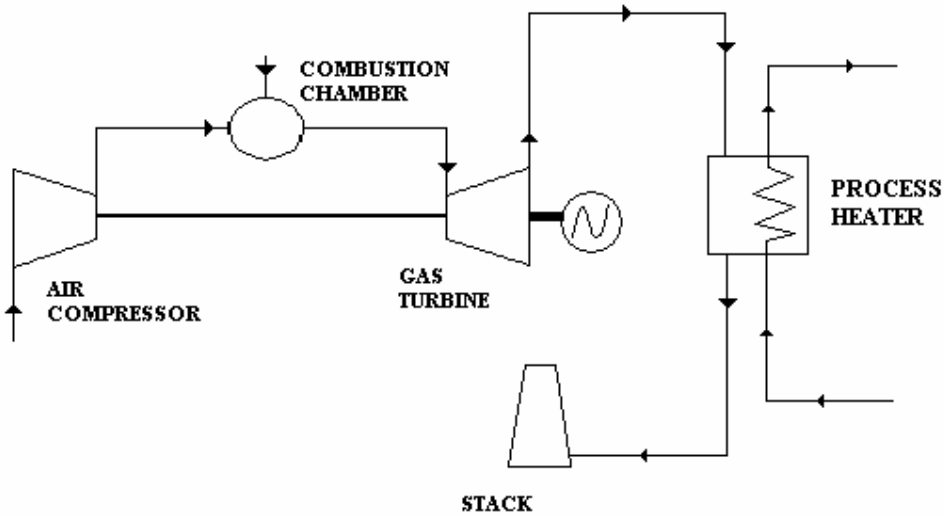 COMBUSTION
CHAMBER
PROCESS
HEATER
AIR
COMPRESSOR
GAS
TURBINE
STACK